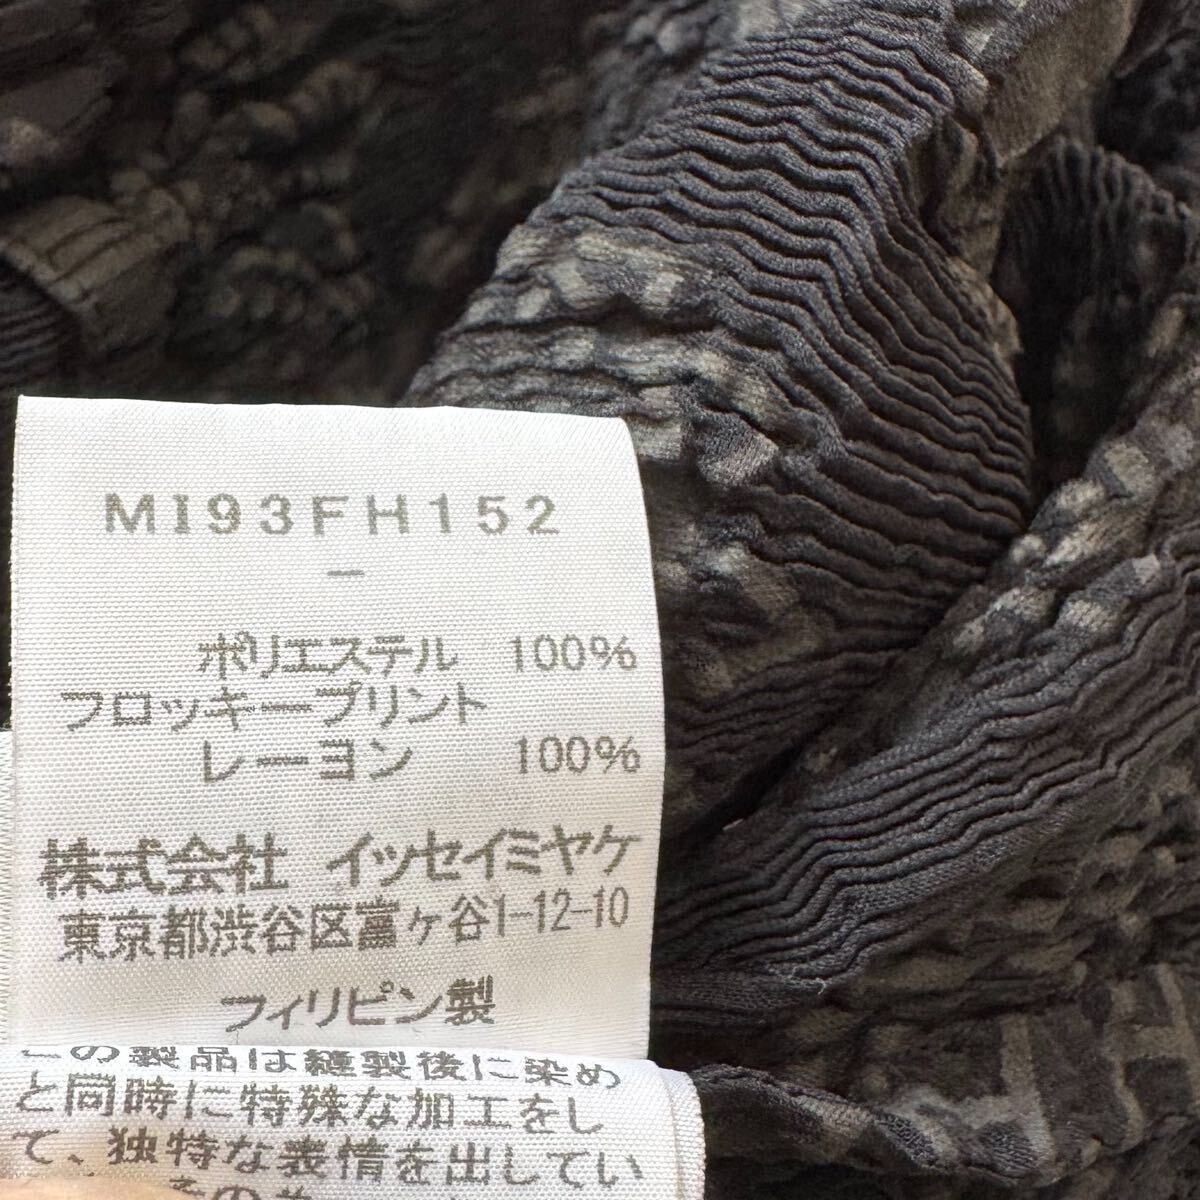 MI93FH152
-
ポリエステル 100%
フロッキープリント
レーヨン 100%
株式会社 イッセイミヤケ
東京都渋谷区富ヶ谷1-12-10
フィリピン製
この製品は縫製後に染め
と同時に特殊な加工をし
て、独特な表情を出してい